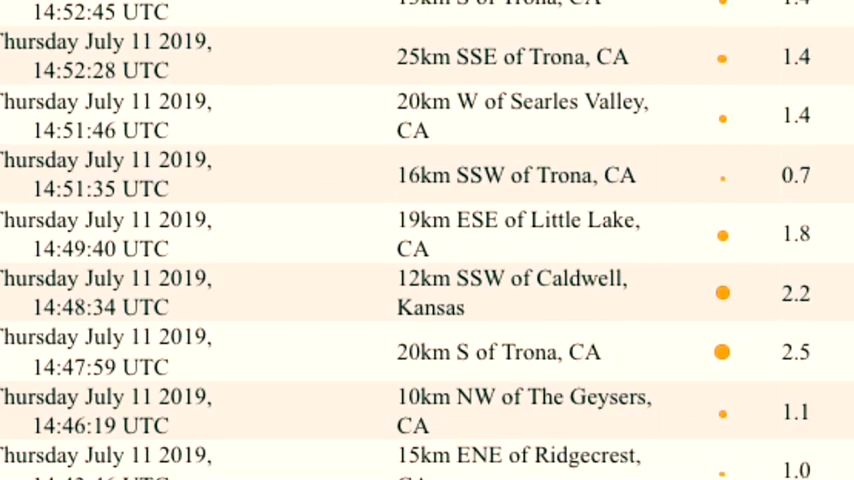 14:52:45 UTC
S of Trona, CA
Thursday July 11 2019,
14:52:28 UTC
25km SSE of Trona, CA
1.4
Thursday July 11 2019,
14:51:46 UTC
20km W of Searles Valley,
CA
1.4
Thursday July 11 2019,
14:51:35 UTC
16km SSW of Trona, CA
0.7
Thursday July 11 2019,
14:49:40 UTC
19km ESE of Little Lake,
CA
1.8
Thursday July 11 2019,
14:48:34 UTC
12km SSW of Caldwell,
Kansas
2.2
Thursday July 11 2019,
14:47:59 UTC
20km S of Trona, CA
2.5
Thursday July 11 2019,
14:46:19 UTC
10km NW of The Geysers,
CA
1.1
Thursday July 11 2019,
15km ENE of Ridgecrest,
1.0